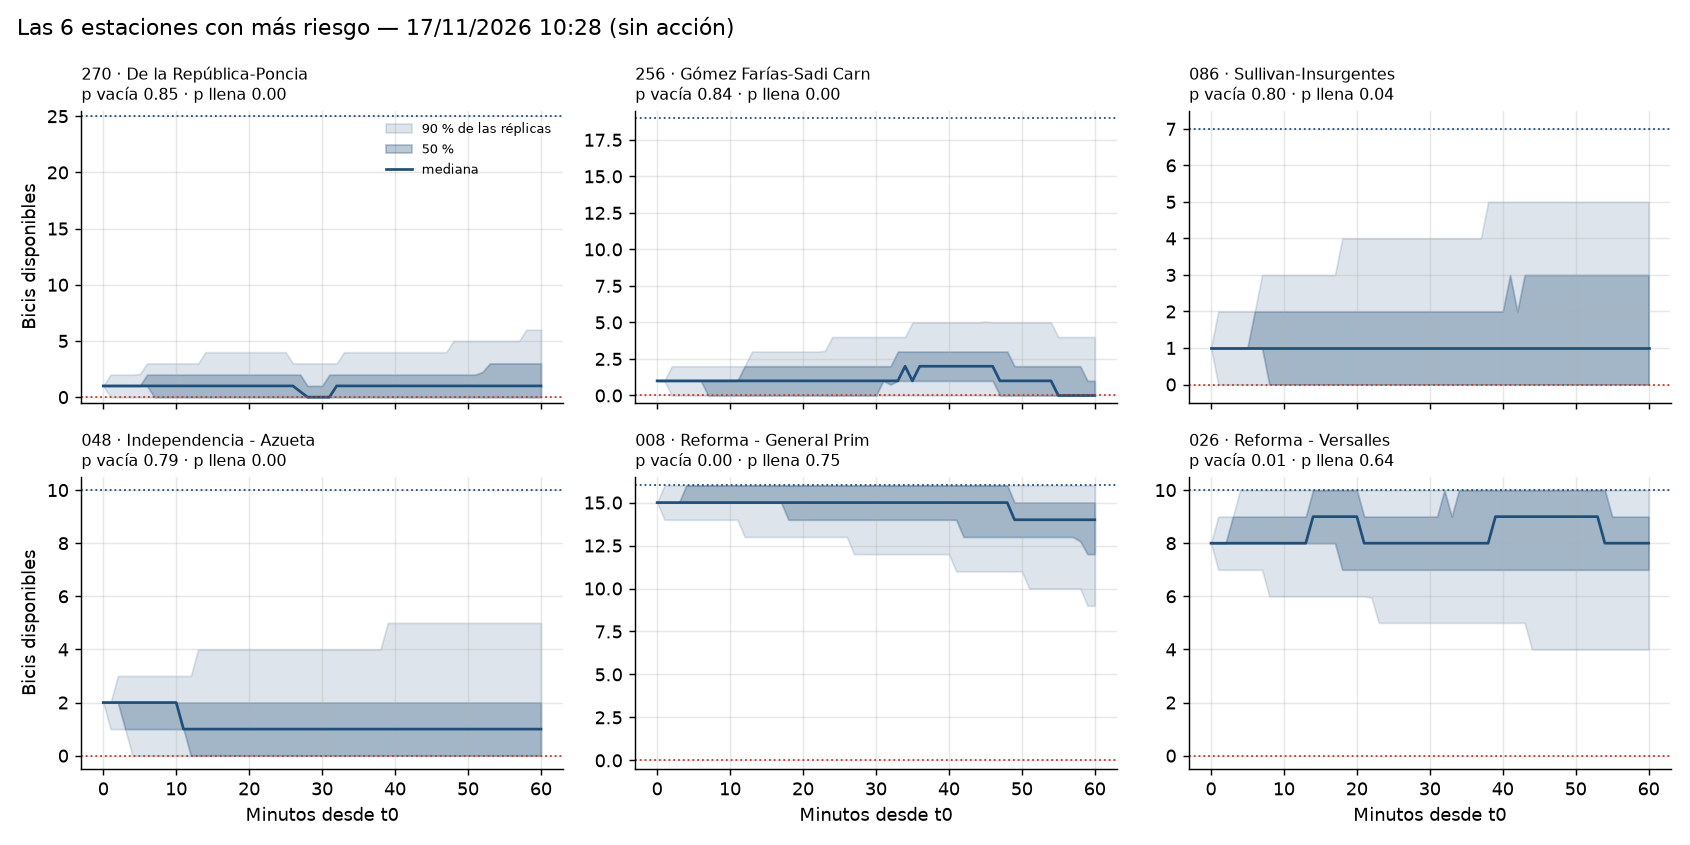 Las 6 estaciones con más riesgo — 17/11/2026 10:28 (sin acción)
270 · De la República-Poncia
p vacía 0.85 · p llena 0.00
25
20
15
10
5
0
Bicis disponibles
90 % de las réplicas
50 %
mediana
256 · Gómez Farías-Sadi Carn
p vacía 0.84 · p llena 0.00
17.5
15.0
12.5
10.0
7.5
5.0
2.5
0.0
086 · Sullivan-Insurgentes
p vacía 0.80 · p llena 0.04
7
6
5
4
3
2
1
0
048 · Independencia - Azueta
p vacía 0.79 · p llena 0.00
10
8
6
4
2
0
Bicis disponibles
0 10 20 30 40 50 60
Minutos desde t0
008 · Reforma - General Prim
p vacía 0.00 · p llena 0.75
15.0
12.5
10.0
7.5
5.0
2.5
0.0
0 10 20 30 40 50 60
Minutos desde t0
026 · Reforma - Versalles
p vacía 0.01 · p llena 0.64
10
8
6
4
2
0
0 10 20 30 40 50 60
Minutos desde t0